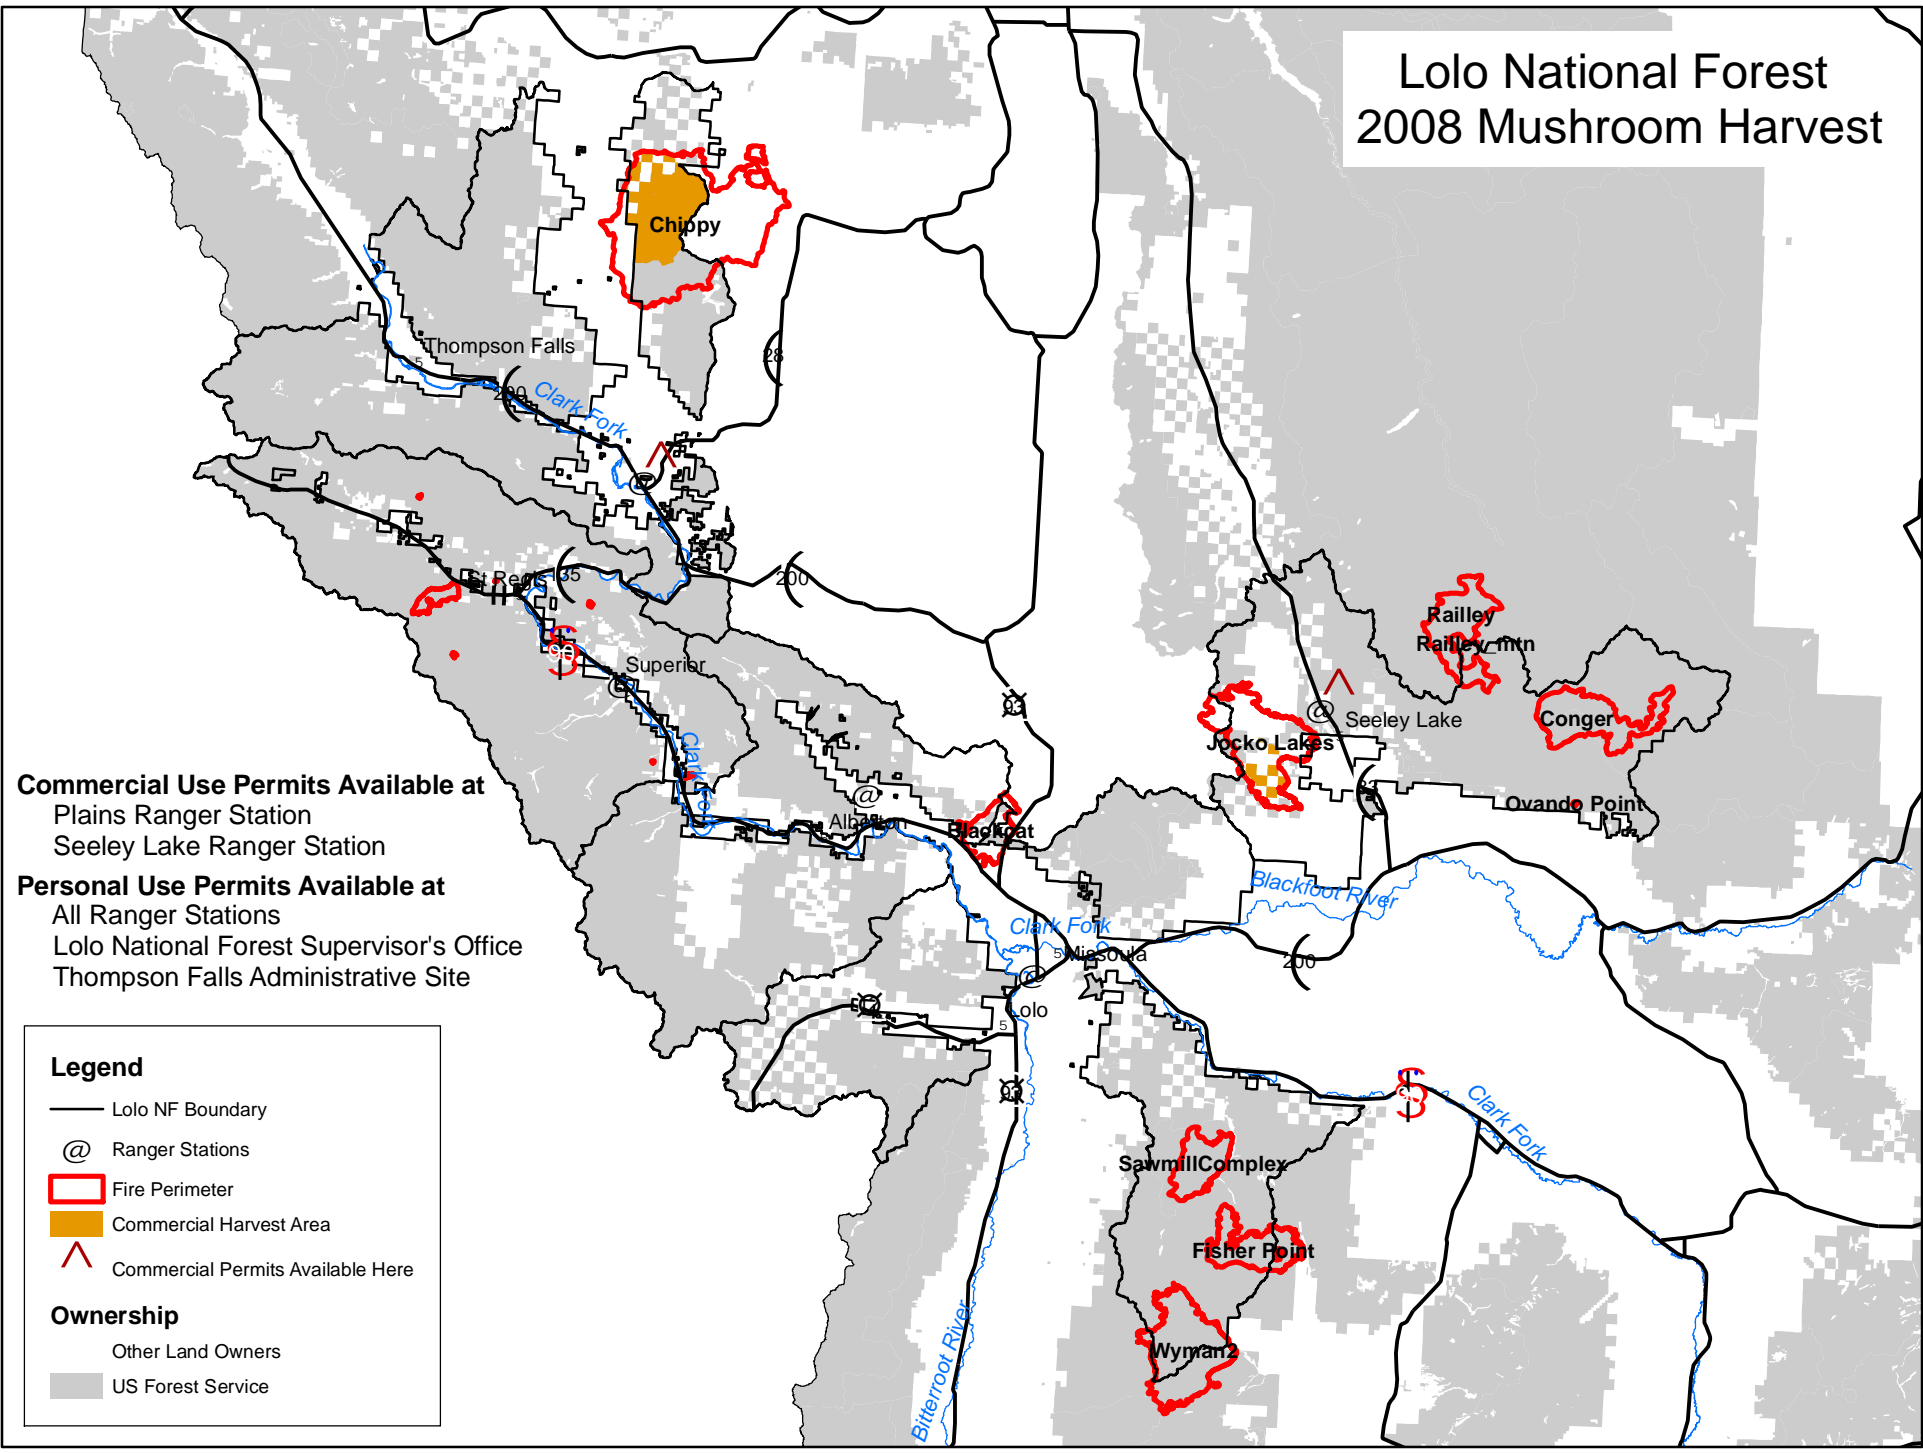 Lolo National Forest
2008 Mushroom Harvest
Chippy
Thompson Falls
5
28
200
Clark Fork
St Regis
135
200
Superior
90
93
Clark Fork
Alberton
Blackcat
Railley
Railley_mtn
Seeley Lake
Conger
Jocko Lakes
Ovando Point
Blackfoot River
Clark Fork
5
Missoula
200
Lolo
5
93
Clark Fork
SawmillComplex
Fisher Point
Wyman2
Bitterroot River
Commercial Use Permits Available at
Plains Ranger Station
Seeley Lake Ranger Station
Personal Use Permits Available at
All Ranger Stations
Lolo National Forest Supervisor's Office
Thompson Falls Administrative Site
Legend
Lolo NF Boundary
@ Ranger Stations
Fire Perimeter
Commercial Harvest Area
Commercial Permits Available Here
Ownership
Other Land Owners
US Forest Service